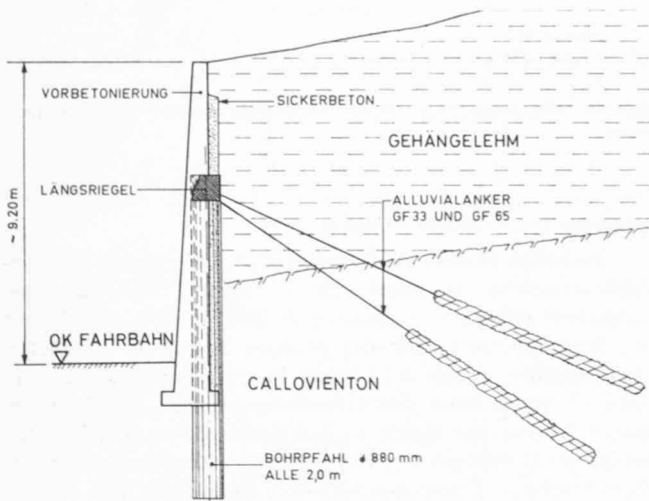 VORBETONIERUNG
SICKERBETON
GEHÄNGELEHM
LÄNGSRIEGEL
ALLUVIALANKER
GF 33 UND GF 65
~ 9.20 m
OK FAHRBAHN
CALLOVIENTON
BOHRPFAHL ø 880 mm
ALLE 2,0 m